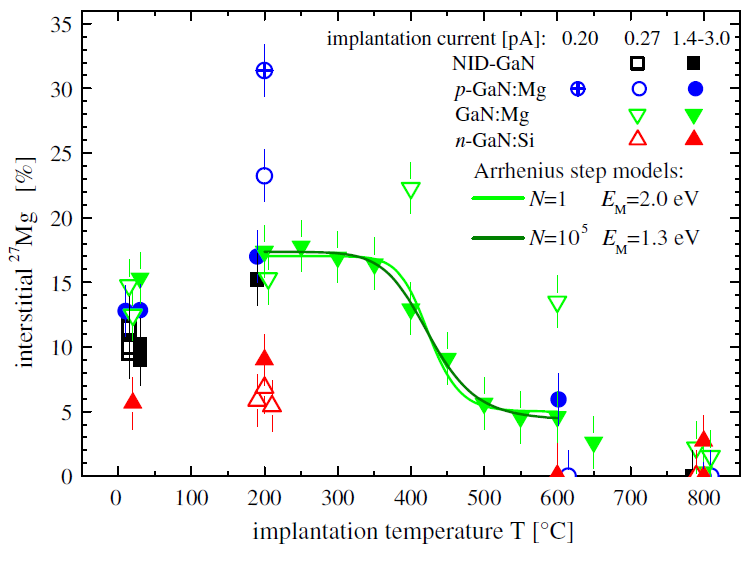 35
30
25
20
15
10
5
0
interstitial ²⁷Mg [%]
implantation current [pA]: 0.20 0.27 1.4-3.0
NID-GaN
p-GaN:Mg
GaN:Mg
n-GaN:Si
Arrhenius step models:
N=1 E_M=2.0 eV
N=10⁵ E_M=1.3 eV
0 100 200 300 400 500 600 700 800
implantation temperature T [°C]